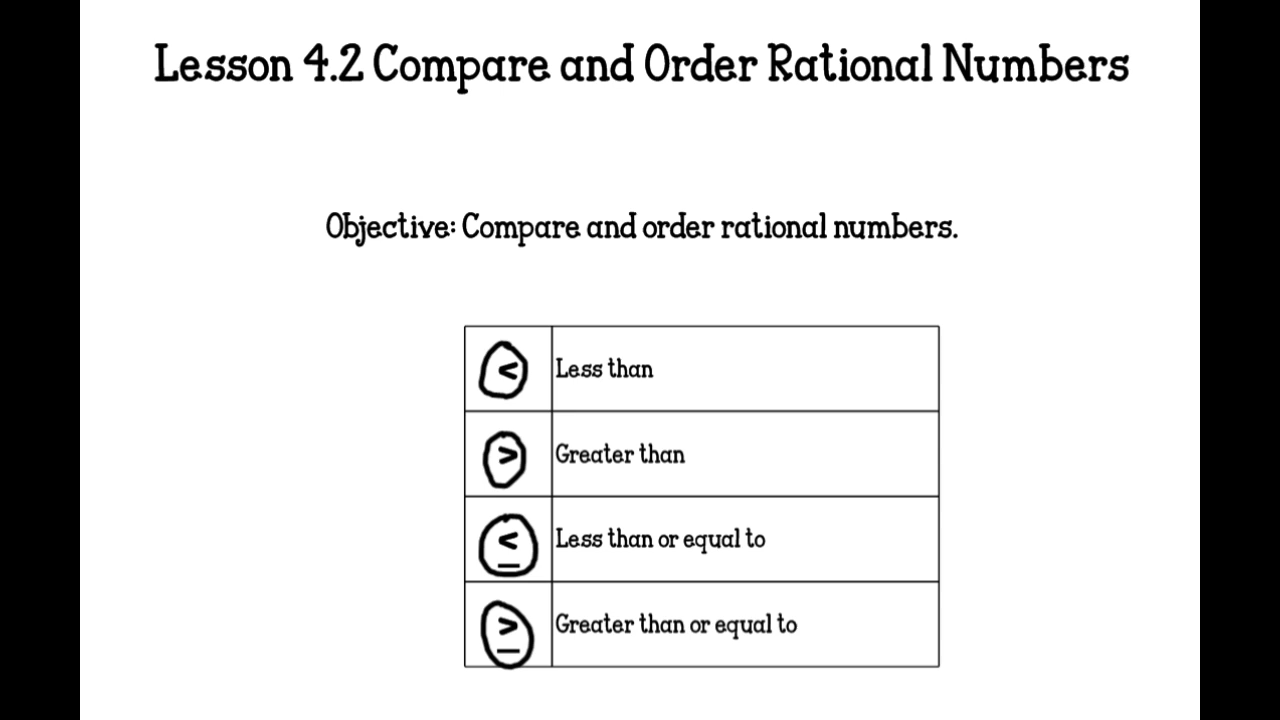 Lesson 4.2 Compare and Order Rational Numbers
Objective: Compare and order rational numbers.
< Less than
> Greater than
≤ Less than or equal to
≥ Greater than or equal to